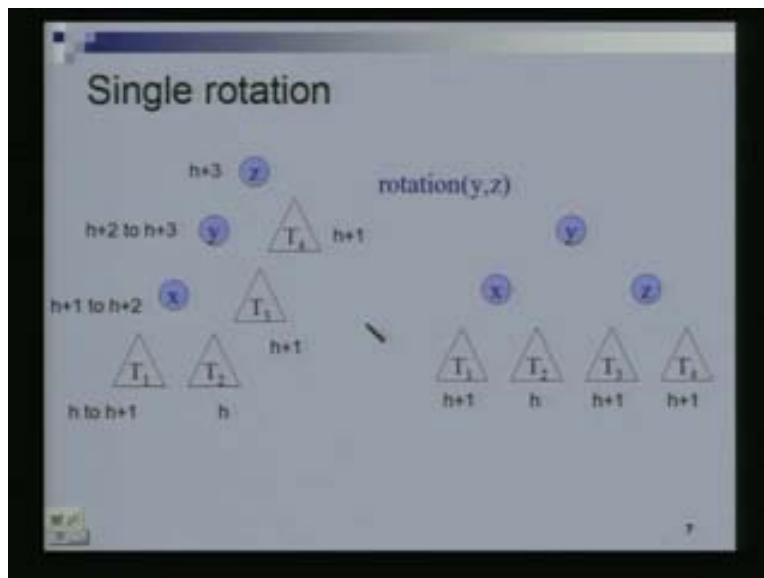 Single rotation
h+3 z
rotation(y,z)
h+2 to h+3 y T4 h+1
y
h+1 to h+2 x T3
h+1
x z
T1 T2
h to h+1 h
T1 T2 T3 T4
h+1 h h+1 h+1
7